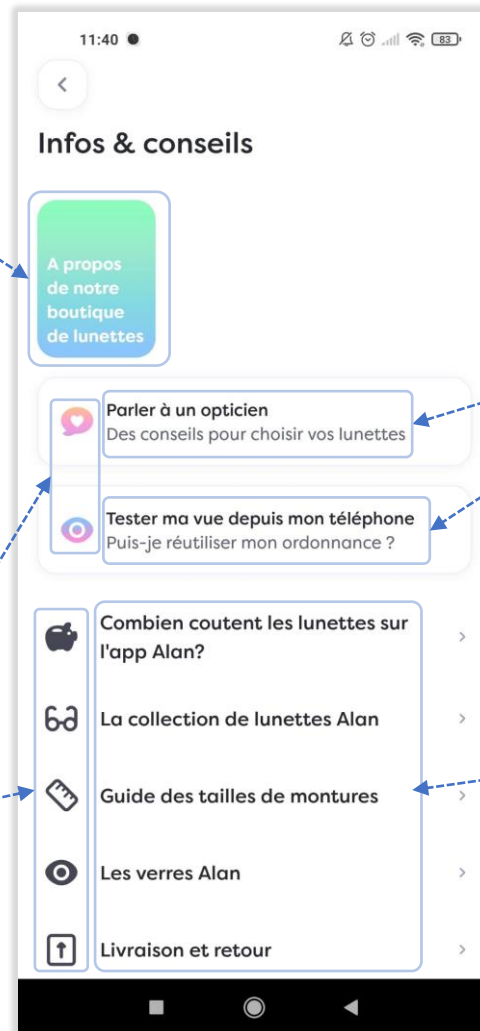 11:40
83
Infos & conseils
A propos
de notre
boutique
de lunettes
Parler à un opticien
Des conseils pour choisir vos lunettes
Tester ma vue depuis mon téléphone
Puis-je réutiliser mon ordonnance ?
Combien coutent les lunettes sur
l'app Alan?
La collection de lunettes Alan
Guide des tailles de montures
Les verres Alan
Livraison et retour